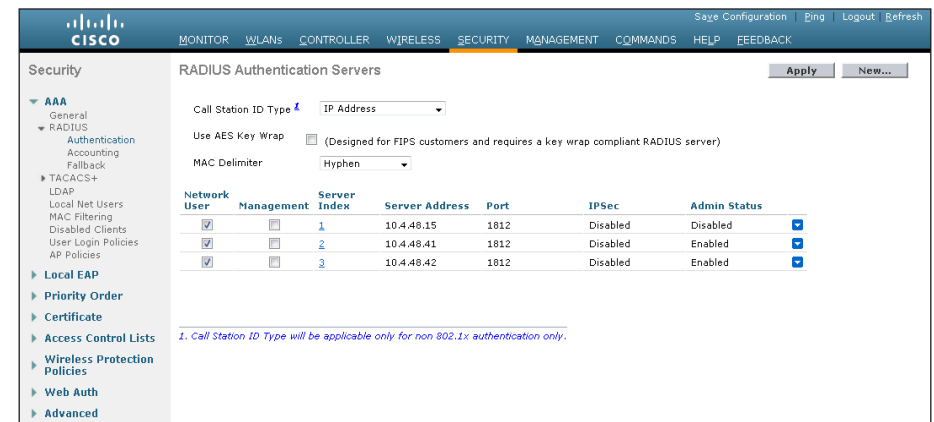 Save Configuration | Ping | Logout | Refresh
CISCO
MONITOR WLANs CONTROLLER WIRELESS SECURITY MANAGEMENT COMMANDS HELP FEEDBACK
Security
AAA
General
RADIUS
Authentication
Accounting
Fallback
TACACS+
LDAP
Local Net Users
MAC Filtering
Disabled Clients
User Login Policies
AP Policies
Local EAP
Priority Order
Certificate
Access Control Lists
Wireless Protection
Policies
Web Auth
Advanced
RADIUS Authentication Servers
Apply New...
Call Station ID Type 1 IP Address
Use AES Key Wrap (Designed for FIPS customers and requires a key wrap compliant RADIUS server)
MAC Delimiter Hyphen
Network User Management Server Index Server Address Port IPSec Admin Status
1 10.4.48.15 1812 Disabled Disabled
2 10.4.48.41 1812 Disabled Enabled
3 10.4.48.42 1812 Disabled Enabled
1. Call Station ID Type will be applicable only for non 802.1x authentication only.